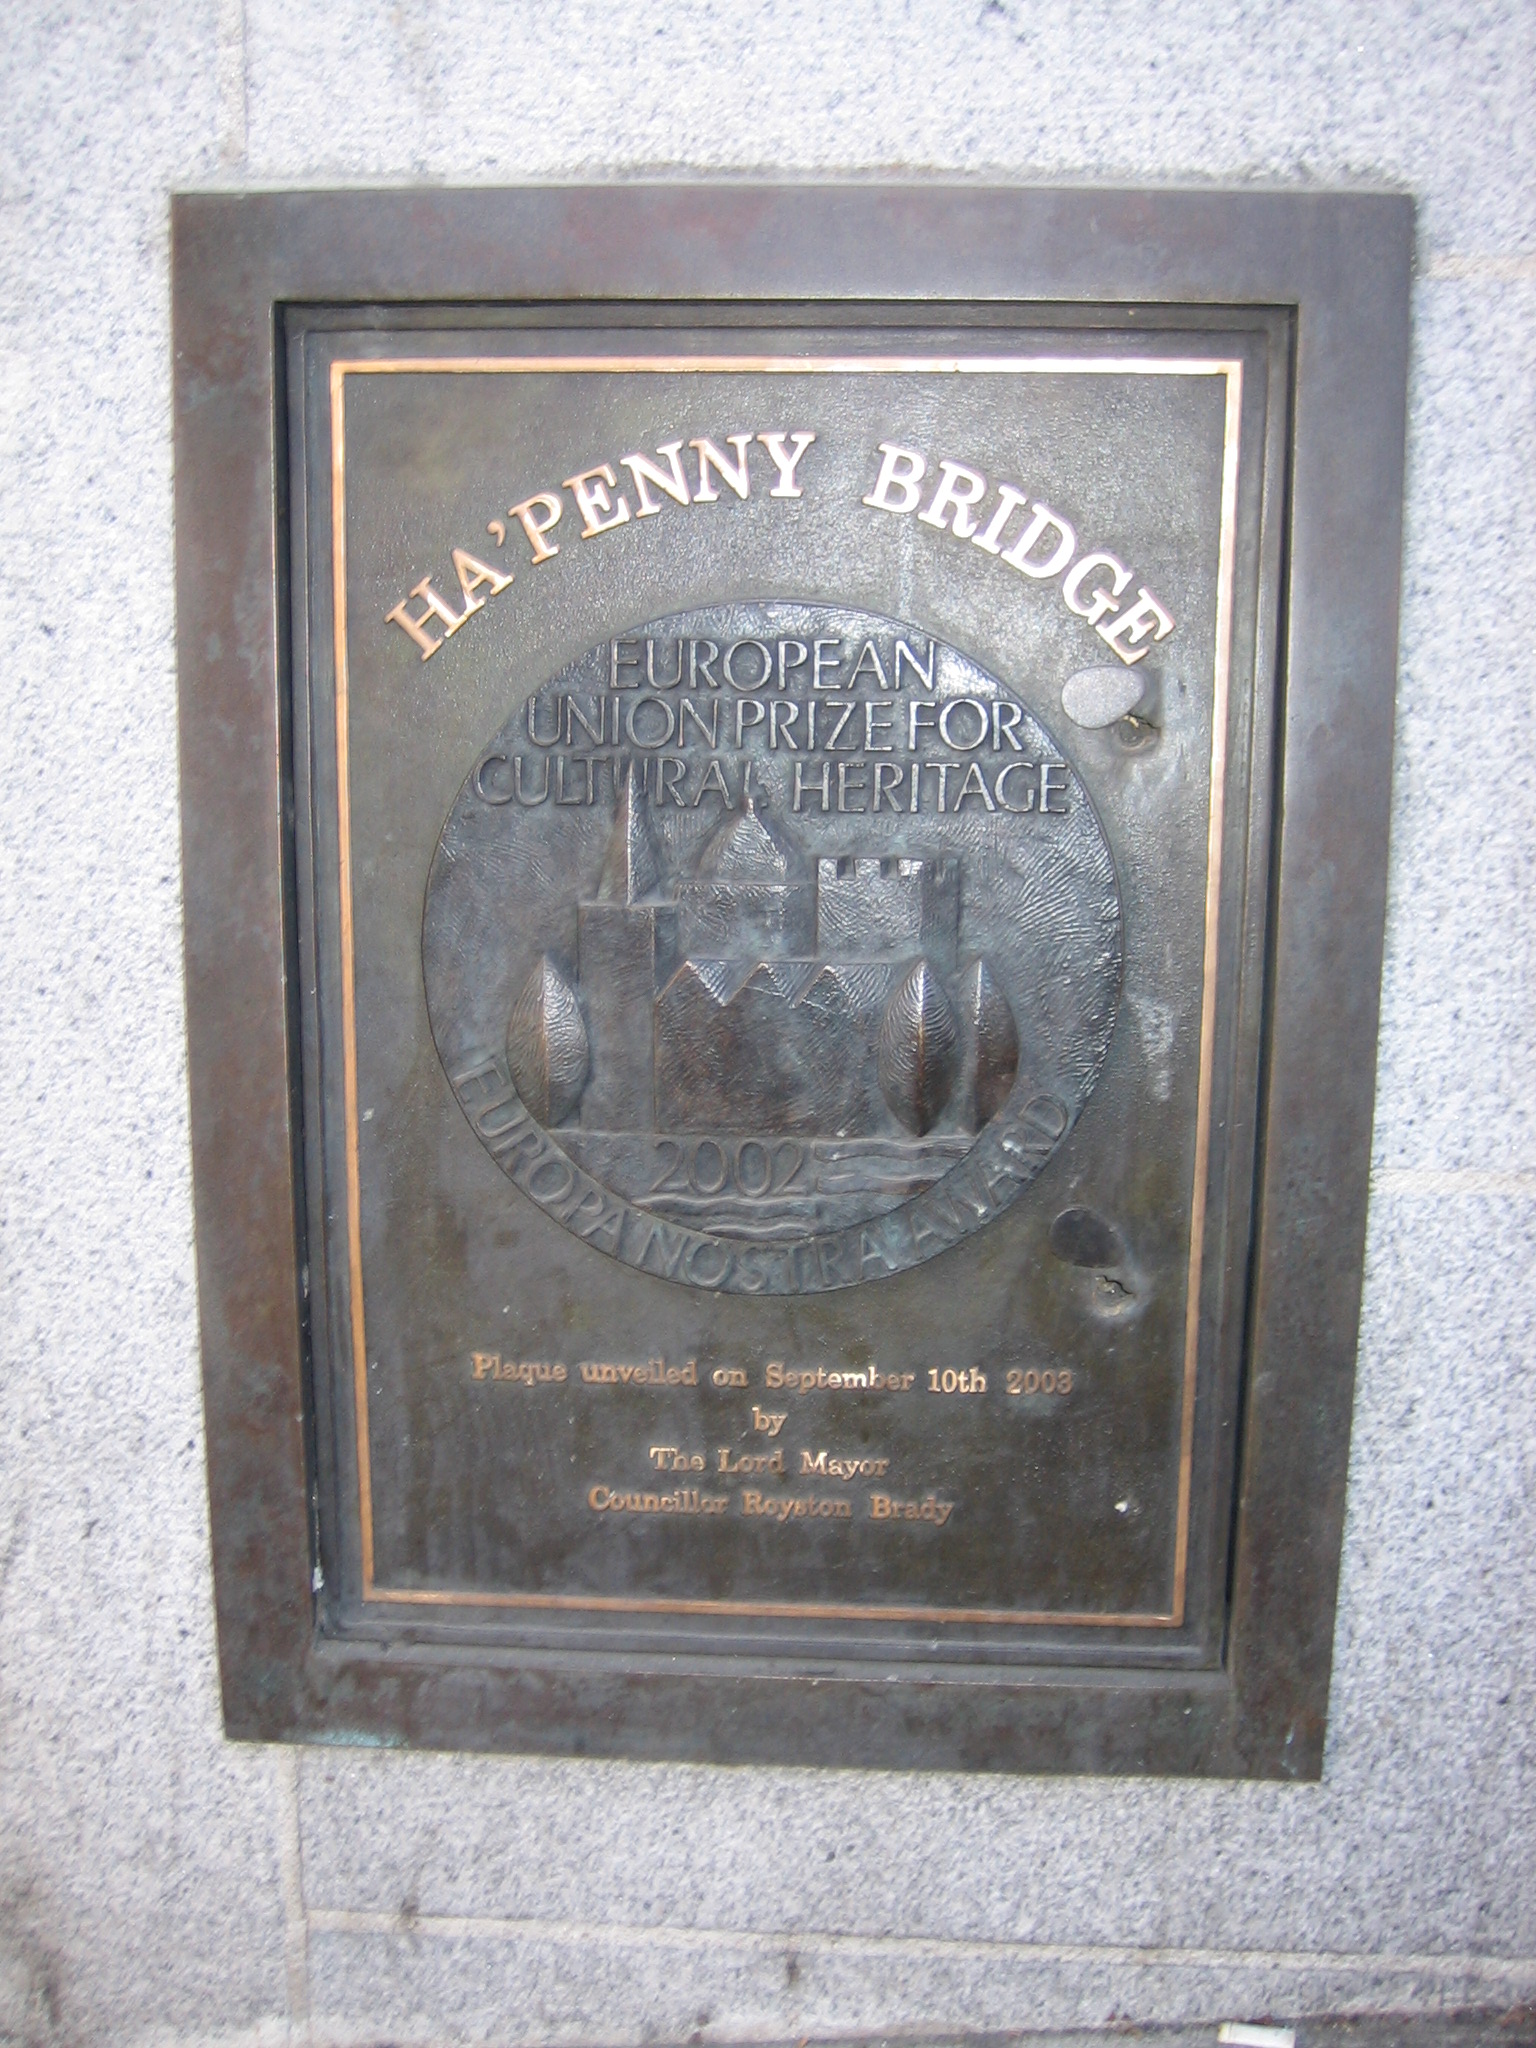 HA'PENNY BRIDGE
EUROPEAN
UNION PRIZE FOR
CULTURAL HERITAGE
2002
EUROPA NOSTRA AWARD
Plaque unveiled on September 10th 2003
by
The Lord Mayor
Councillor Royston Brady